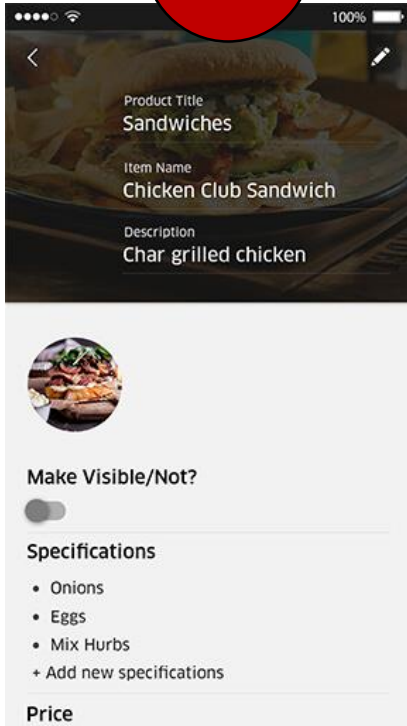 100%
Product Title
Sandwiches
Item Name
Chicken Club Sandwich
Description
Char grilled chicken
Make Visible/Not?
Specifications
• Onions
• Eggs
• Mix Hurbs
+ Add new specifications
Price